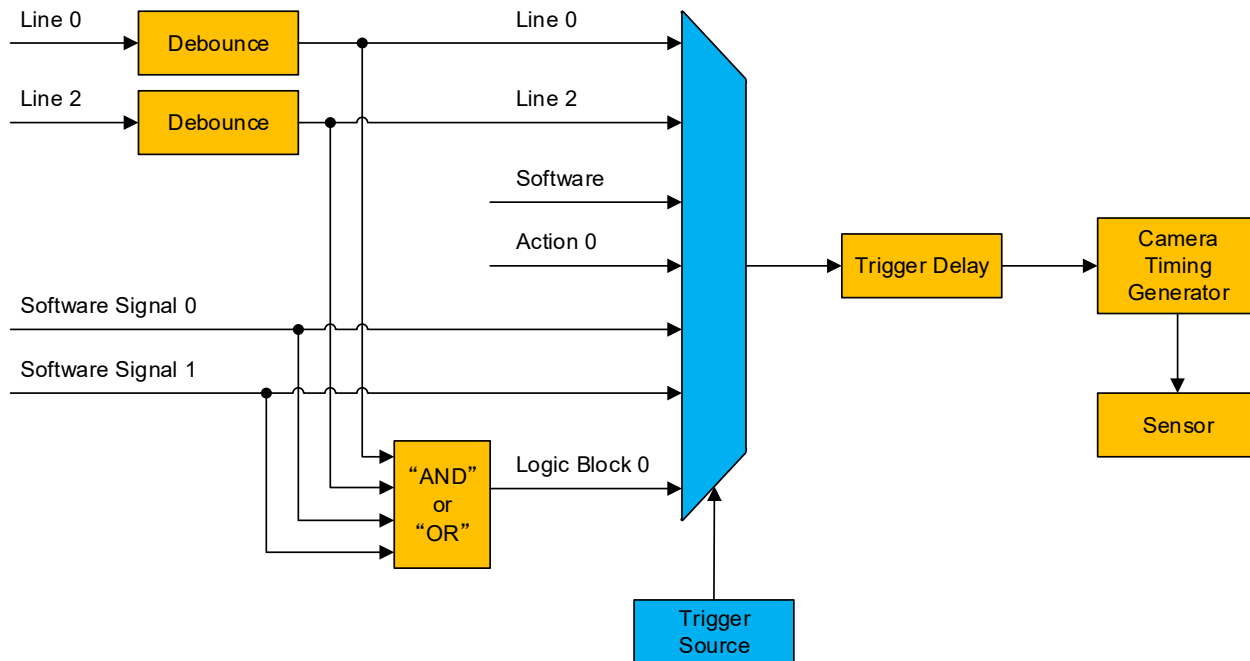 Line 0
Debounce
Line 0
Line 2
Debounce
Line 2
Software
Action 0
Trigger Delay
Camera
Timing
Generator
Software Signal 0
Software Signal 1
Sensor
“AND”
or
“OR”
Logic Block 0
Trigger
Source